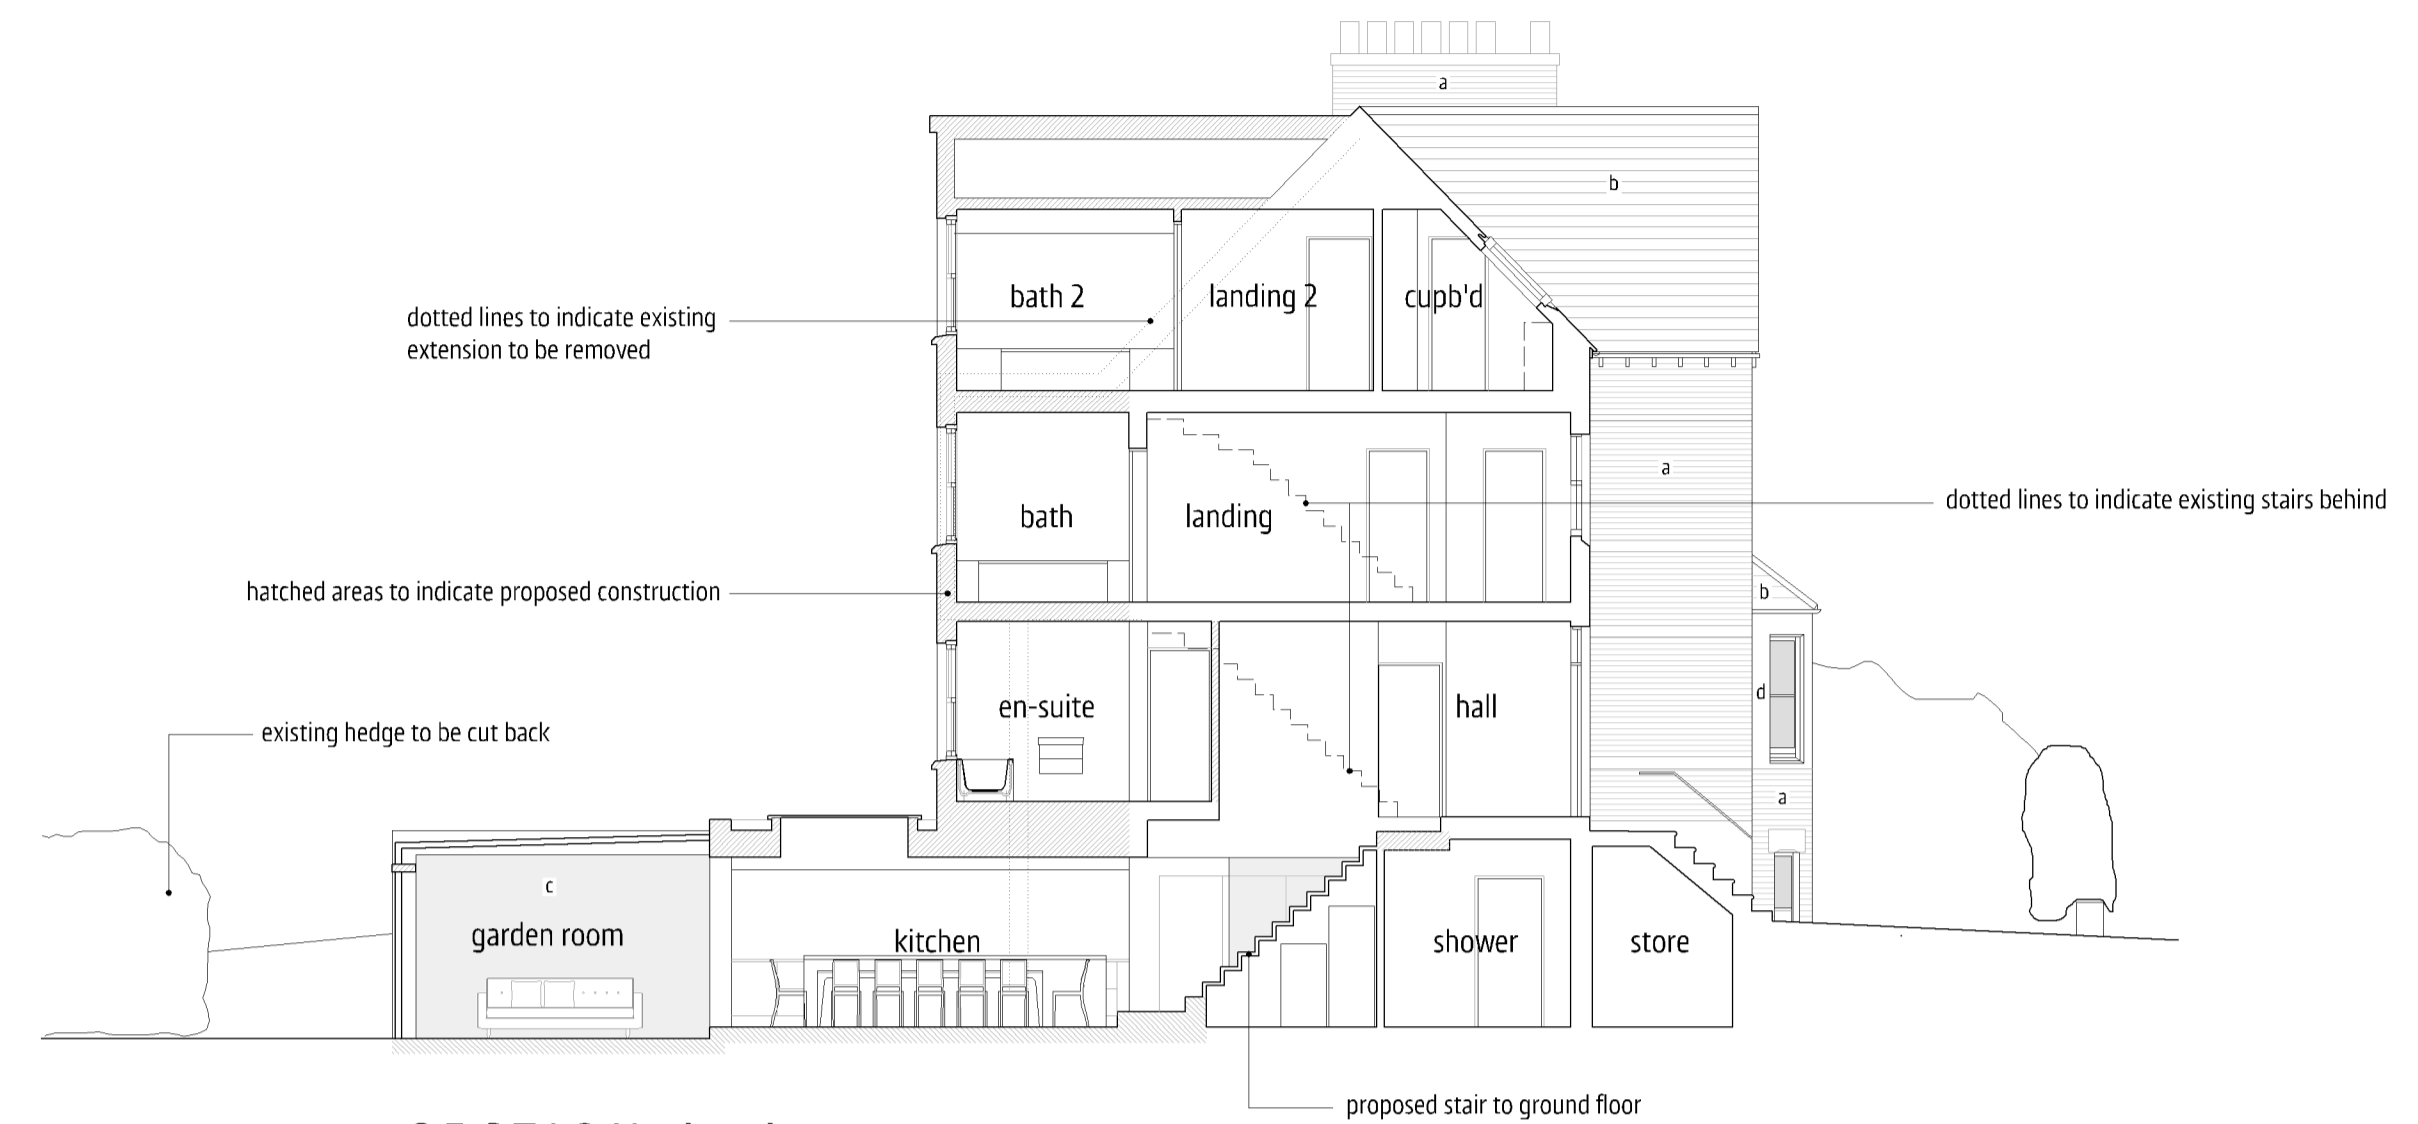 a
b
bath 2
landing 2
cupb'd
dotted lines to indicate existing
extension to be removed
a
dotted lines to indicate existing stairs behind
bath
landing
hatched areas to indicate proposed construction
b
d
en-suite
hall
existing hedge to be cut back
a
c
garden room
kitchen
shower
store
proposed stair to ground floor